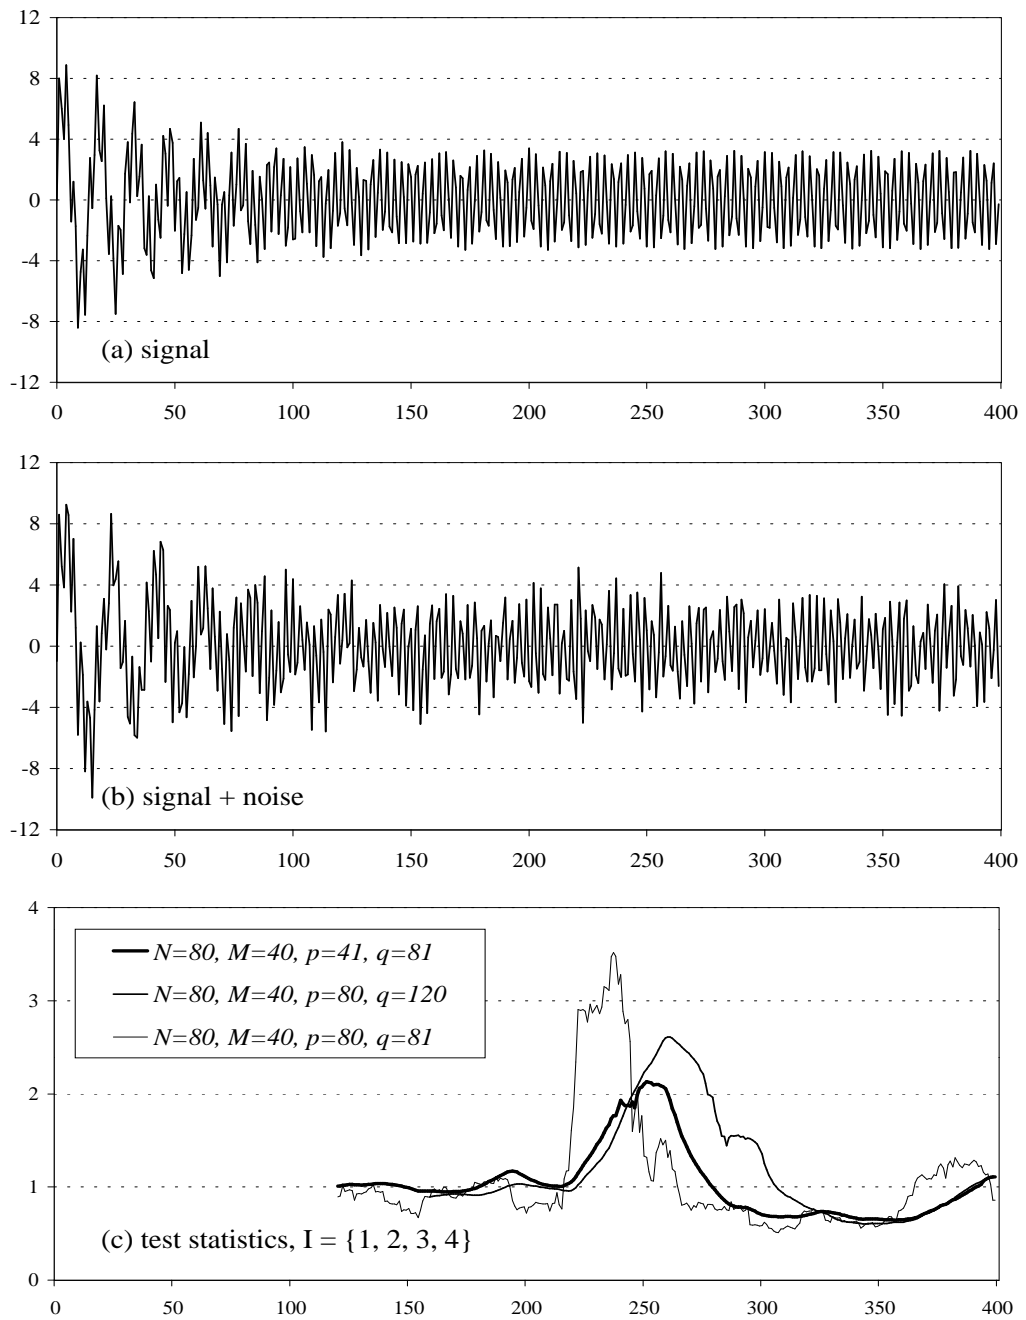 12
8
4
0
-4
-8
-12
(a) signal
0 50 100 150 200 250 300 350 400
12
8
4
0
-4
-8
-12
(b) signal + noise
0 50 100 150 200 250 300 350 400
4
3
2
1
0
N=80, M=40, p=41, q=81
N=80, M=40, p=80, q=120
N=80, M=40, p=80, q=81
(c) test statistics, I = {1, 2, 3, 4}
0 50 100 150 200 250 300 350 400